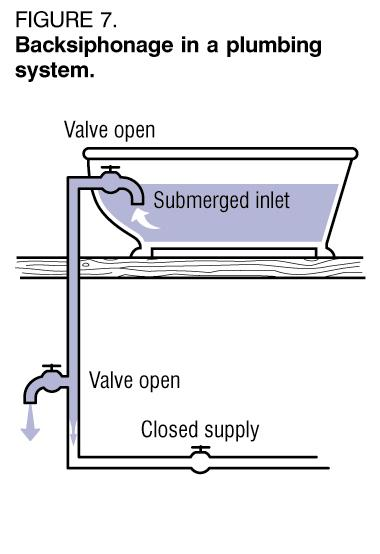 FIGURE 7.
Backsiphonage in a plumbing
system.
Valve open
Submerged inlet
Valve open
Closed supply